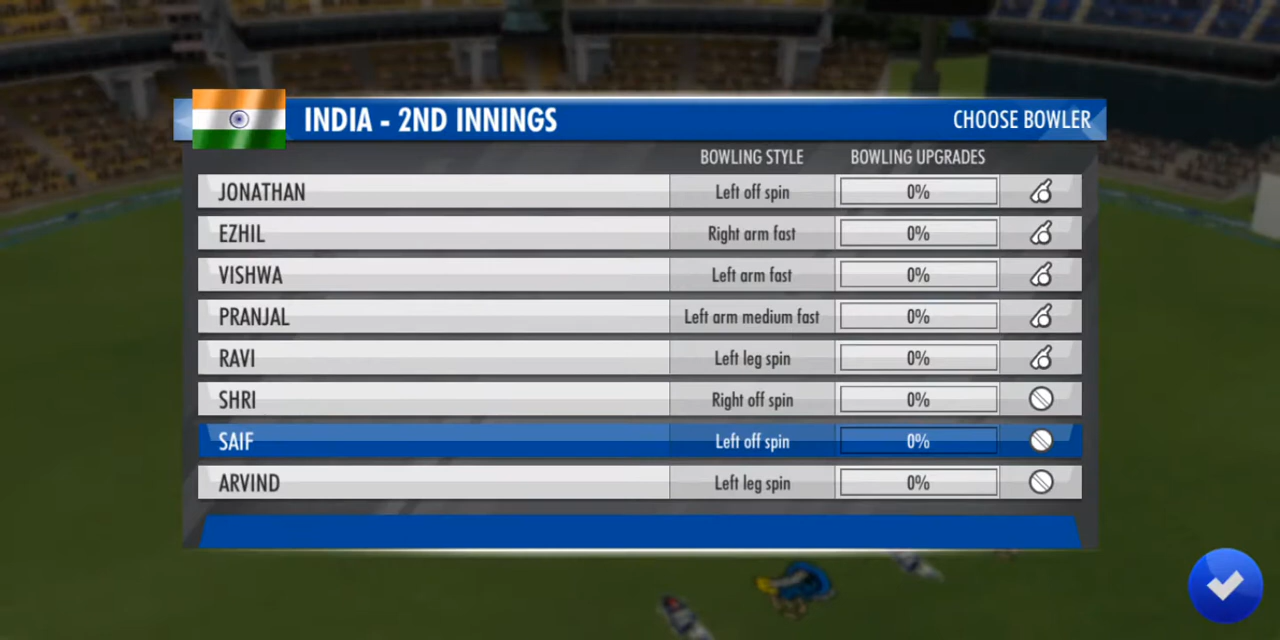 INDIA - 2ND INNINGS CHOOSE BOWLER
BOWLING STYLE BOWLING UPGRADES
JONATHAN Left off spin 0%
EZHIL Right arm fast 0%
VISHWA Left arm fast 0%
PRANJAL Left arm medium fast 0%
RAVI Left leg spin 0%
SHRI Right off spin 0%
SAIF Left off spin 0%
ARVIND Left leg spin 0%